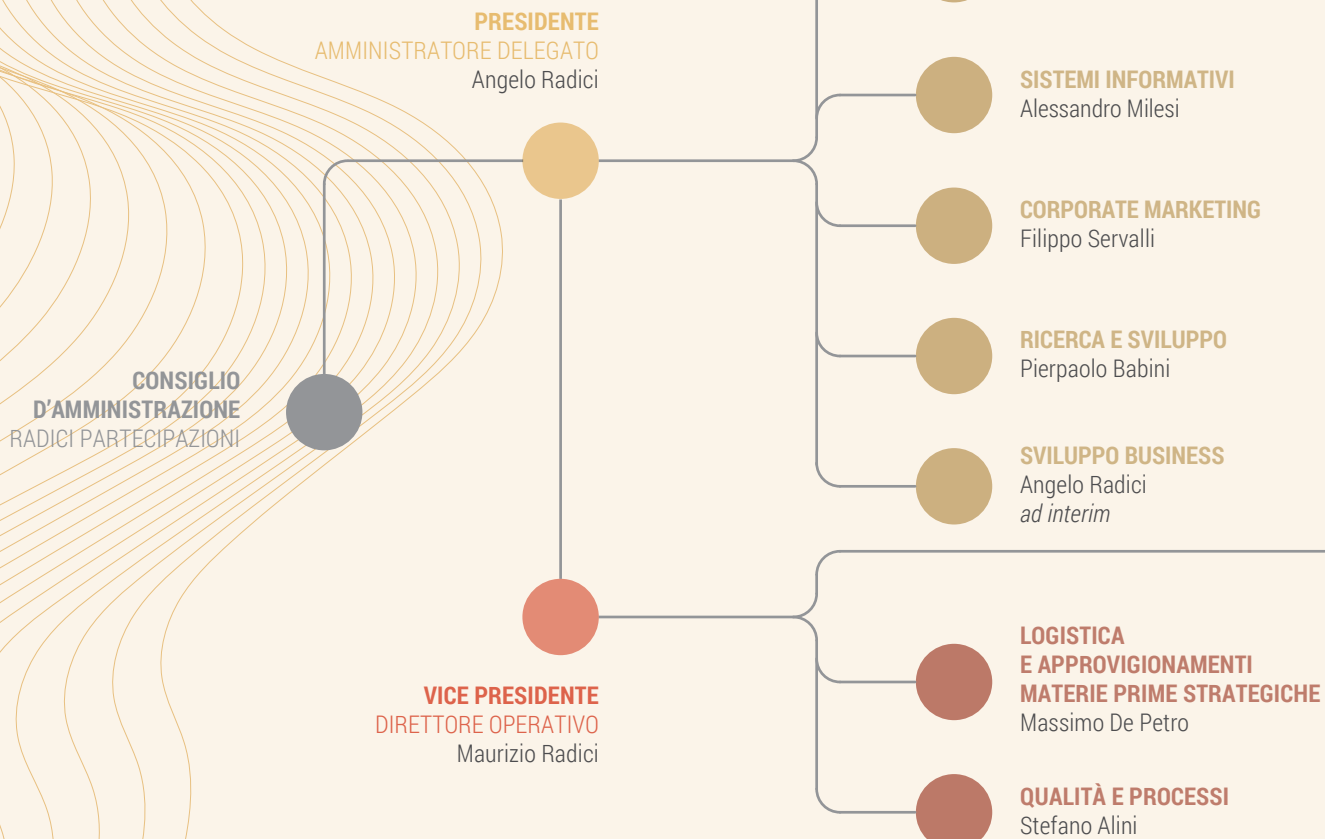 PRESIDENTE
AMMINISTRATORE DELEGATO
Angelo Radici
SISTEMI INFORMATIVI
Alessandro Milesi
CORPORATE MARKETING
Filippo Servalli
RICERCA E SVILUPPO
Pierpaolo Babini
CONSIGLIO
D'AMMINISTRAZIONE
RADICI PARTECIPAZIONI
SVILUPPO BUSINESS
Angelo Radici
ad interim
VICE PRESIDENTE
DIRETTORE OPERATIVO
Maurizio Radici
LOGISTICA
E APPROVIGIONAMENTI
MATERIE PRIME STRATEGICHE
Massimo De Petro
QUALITÀ E PROCESSI
Stefano Alini